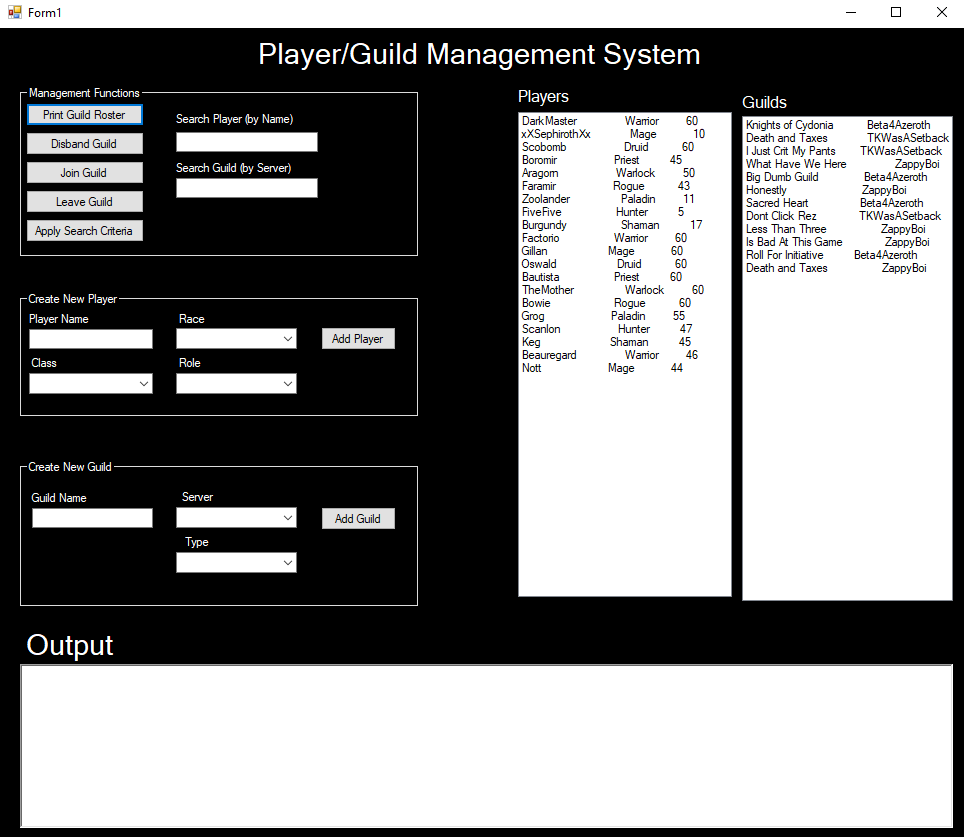 Form1
Player/Guild Management System
Management Functions
Print Guild Roster
Disband Guild
Join Guild
Leave Guild
Apply Search Criteria
Search Player (by Name)
Search Guild (by Server)
Create New Player
Player Name
Race
Add Player
Class
Role
Create New Guild
Guild Name
Server
Add Guild
Type
Players
DarkMaster Warrior 60
xXSephirothXx Mage 10
Scobomb Druid 60
Boromir Priest 45
Aragorn Warlock 50
Faramir Rogue 43
Zoolander Paladin 11
FiveFive Hunter 5
Burgundy Shaman 17
Factorio Warrior 60
Gillan Mage 60
Oswald Druid 60
Bautista Priest 60
TheMother Warlock 60
Bowie Rogue 60
Grog Paladin 55
Scanlon Hunter 47
Keg Shaman 45
Beauregard Warrior 46
Nott Mage 44
Guilds
Knights of Cydonia Beta4Azeroth
Death and Taxes TKWasASetback
I Just Crit My Pants TKWasASetback
What Have We Here ZappyBoi
Big Dumb Guild Beta4Azeroth
Honestly ZappyBoi
Sacred Heart Beta4Azeroth
Dont Click Rez TKWasASetback
Less Than Three ZappyBoi
Is Bad At This Game ZappyBoi
Roll For Initiative Beta4Azeroth
Death and Taxes ZappyBoi
Output